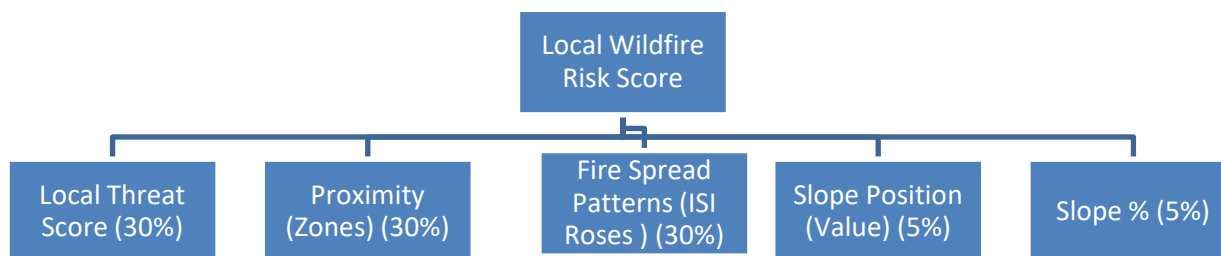 Local Wildfire
Risk Score
Local Threat
Score (30%)
Proximity
(Zones) (30%)
Fire Spread
Patterns (ISI
Roses ) (30%)
Slope Position
(Value) (5%)
Slope % (5%)